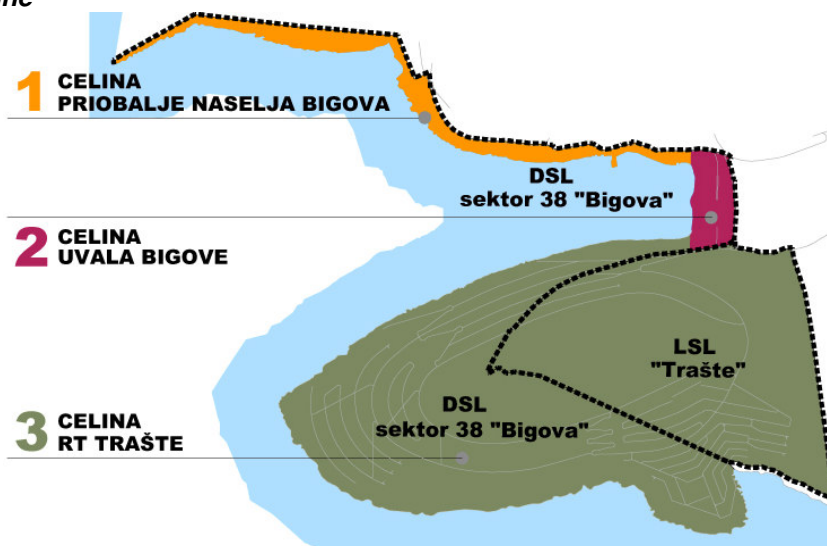 1 CELINA
PRIOBALJE NASELJA BIGOVA
DSL
sektor 38 "Bigova"
2 CELINA
UVALA BIGOVE
LSL
"Trašte"
DSL
sektor 38 "Bigova"
3 CELINA
RT TRAŠTE